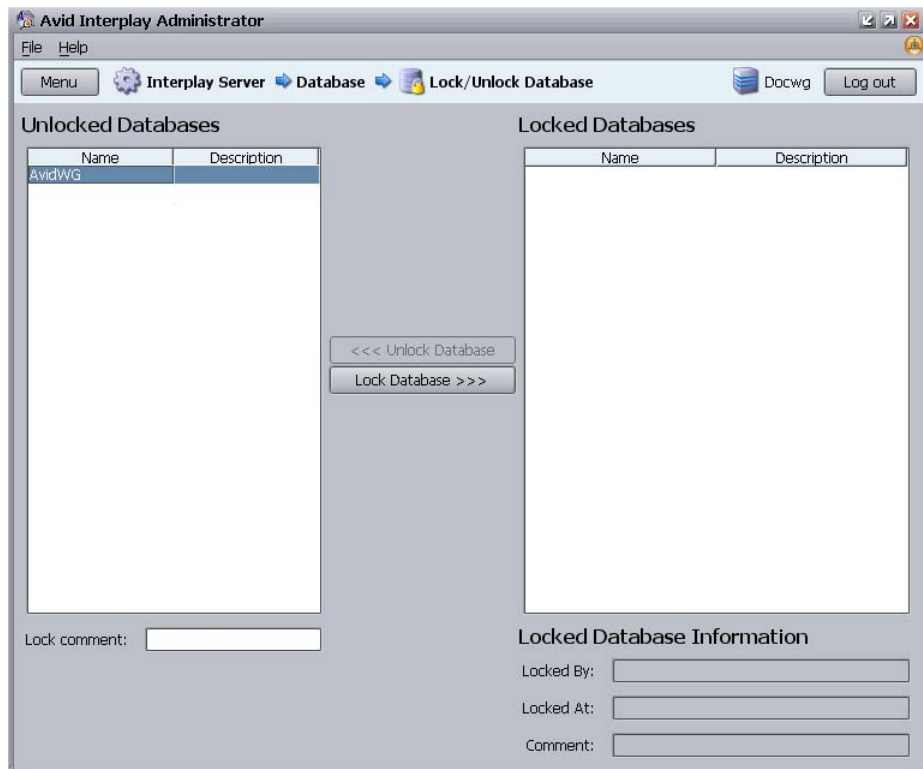 Avid Interplay Administrator
File Help
Menu Interplay Server Database Lock/Unlock Database Docwg Log out
Unlocked Databases
Locked Databases
Name Description
Name Description
AvidWG
<<< Unlock Database
Lock Database >>>
Lock comment:
Locked Database Information
Locked By:
Locked At:
Comment: